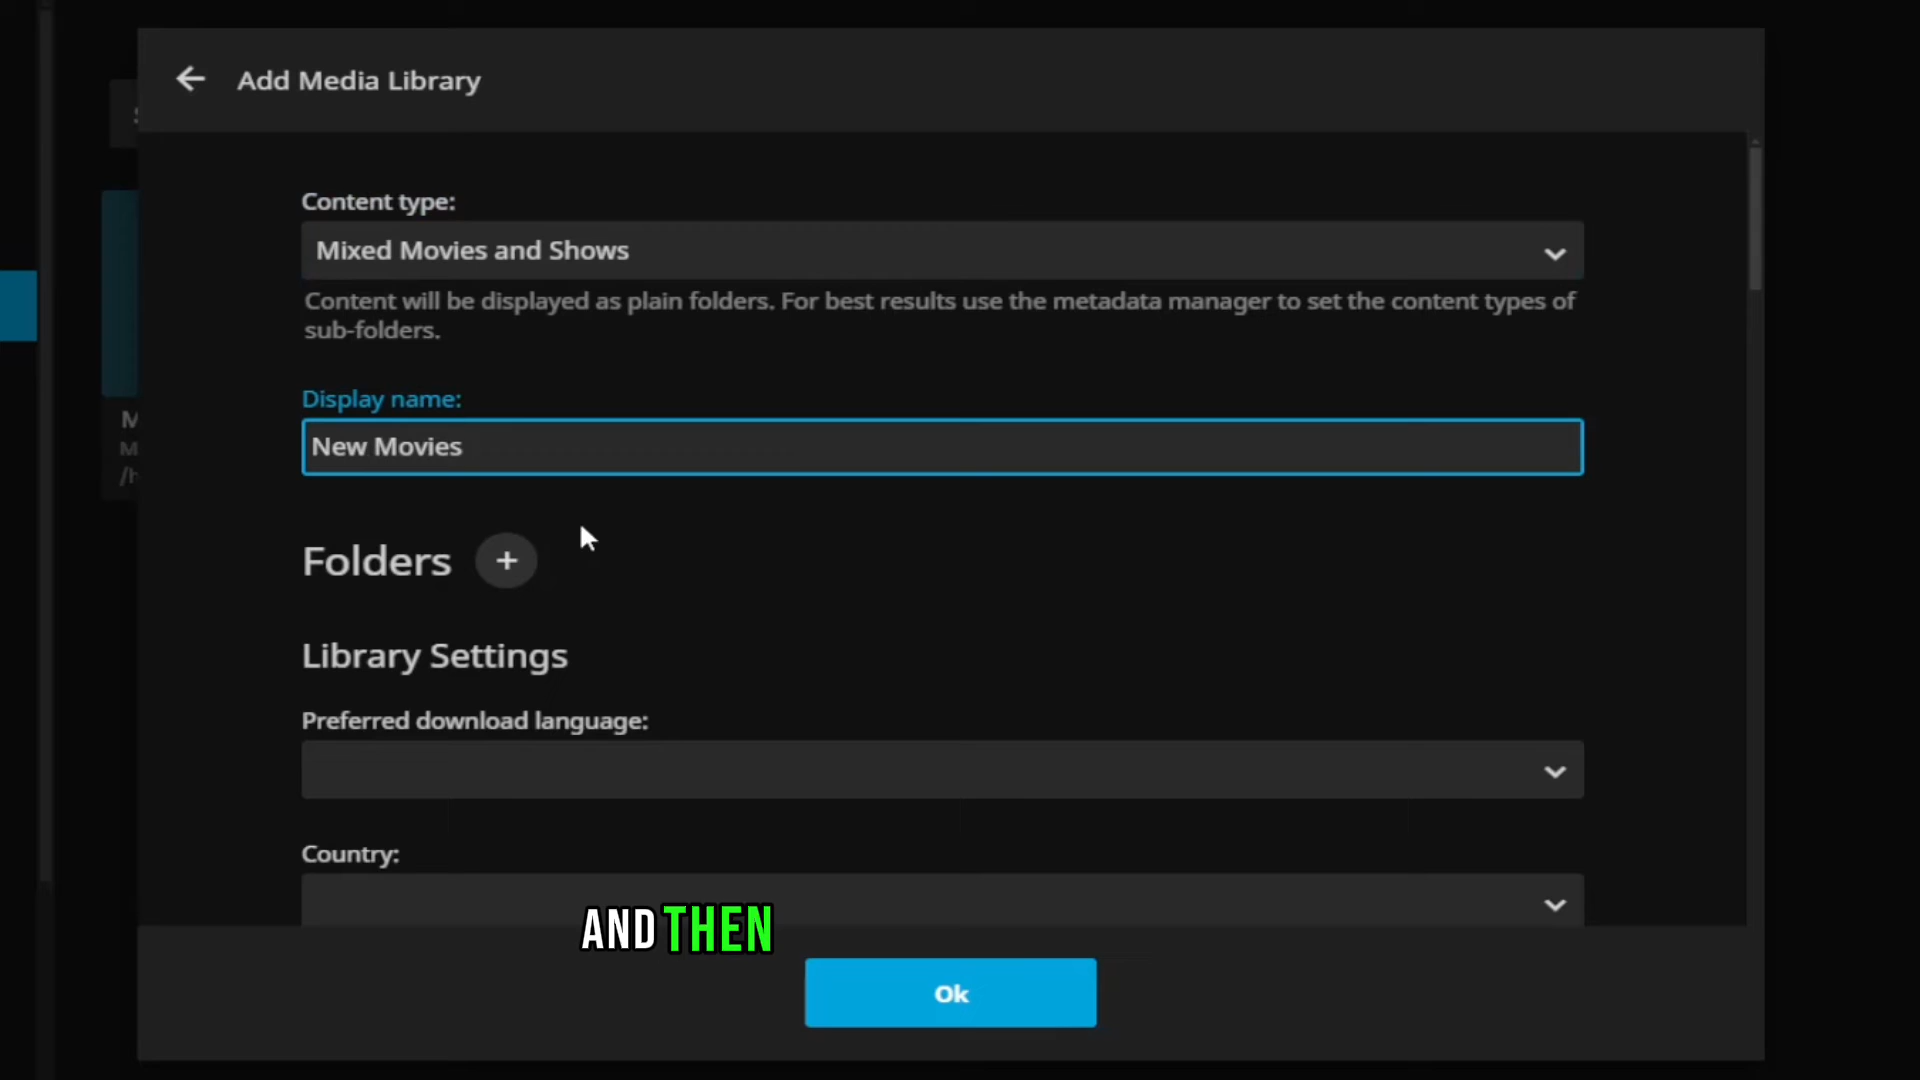 Add Media Library
Content type:
Mixed Movies and Shows
Content will be displayed as plain folders. For best results use the metadata manager to set the content types of
sub-folders.
Display name:
New Movies
Folders +
Library Settings
Preferred download language:
Country:
AND THEN
Ok